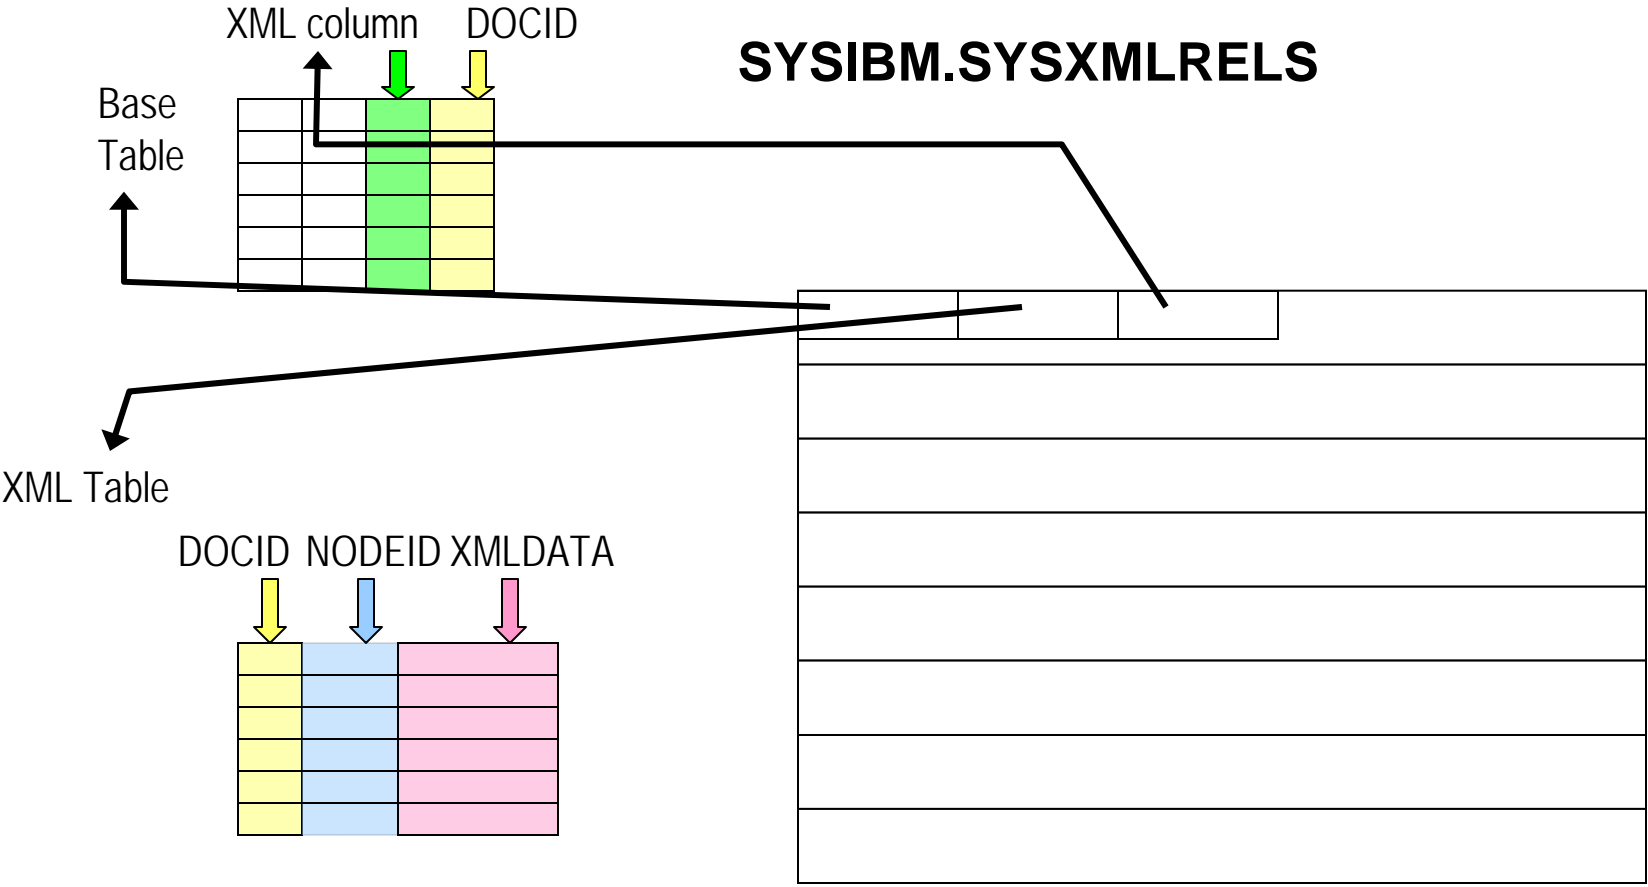 XML column DOCID
SYSIBM.SYSXMLRELS
Base
Table
XML Table
DOCID NODEID XMLDATA